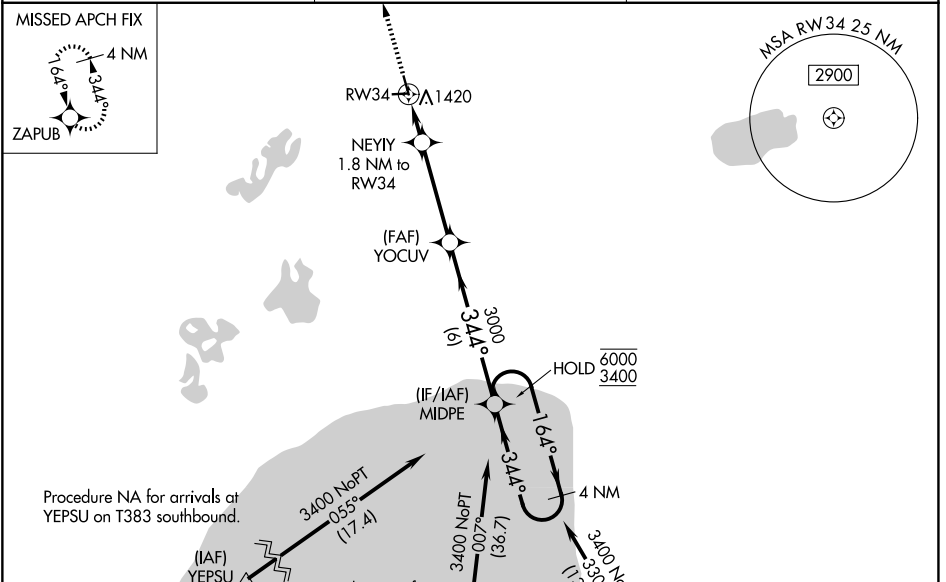 MISSED APCH FIX
4 NM
164°
344°
ZAPUB
MSA RW34 25 NM
2900
RW34
1420
NEYIY
1.8 NM to
RW34
(FAF)
YOCUV
3000
344°
(6)
HOLD
6000
3400
(IF/IAF)
MIDPE
164°
344°
4 NM
Procedure NA for arrivals at
YEPSU on T383 southbound.
3400 NoPT
055°
(17.4)
(IAF)
YEPSU
3400 NoPT
007°
(36.7)
3400
330